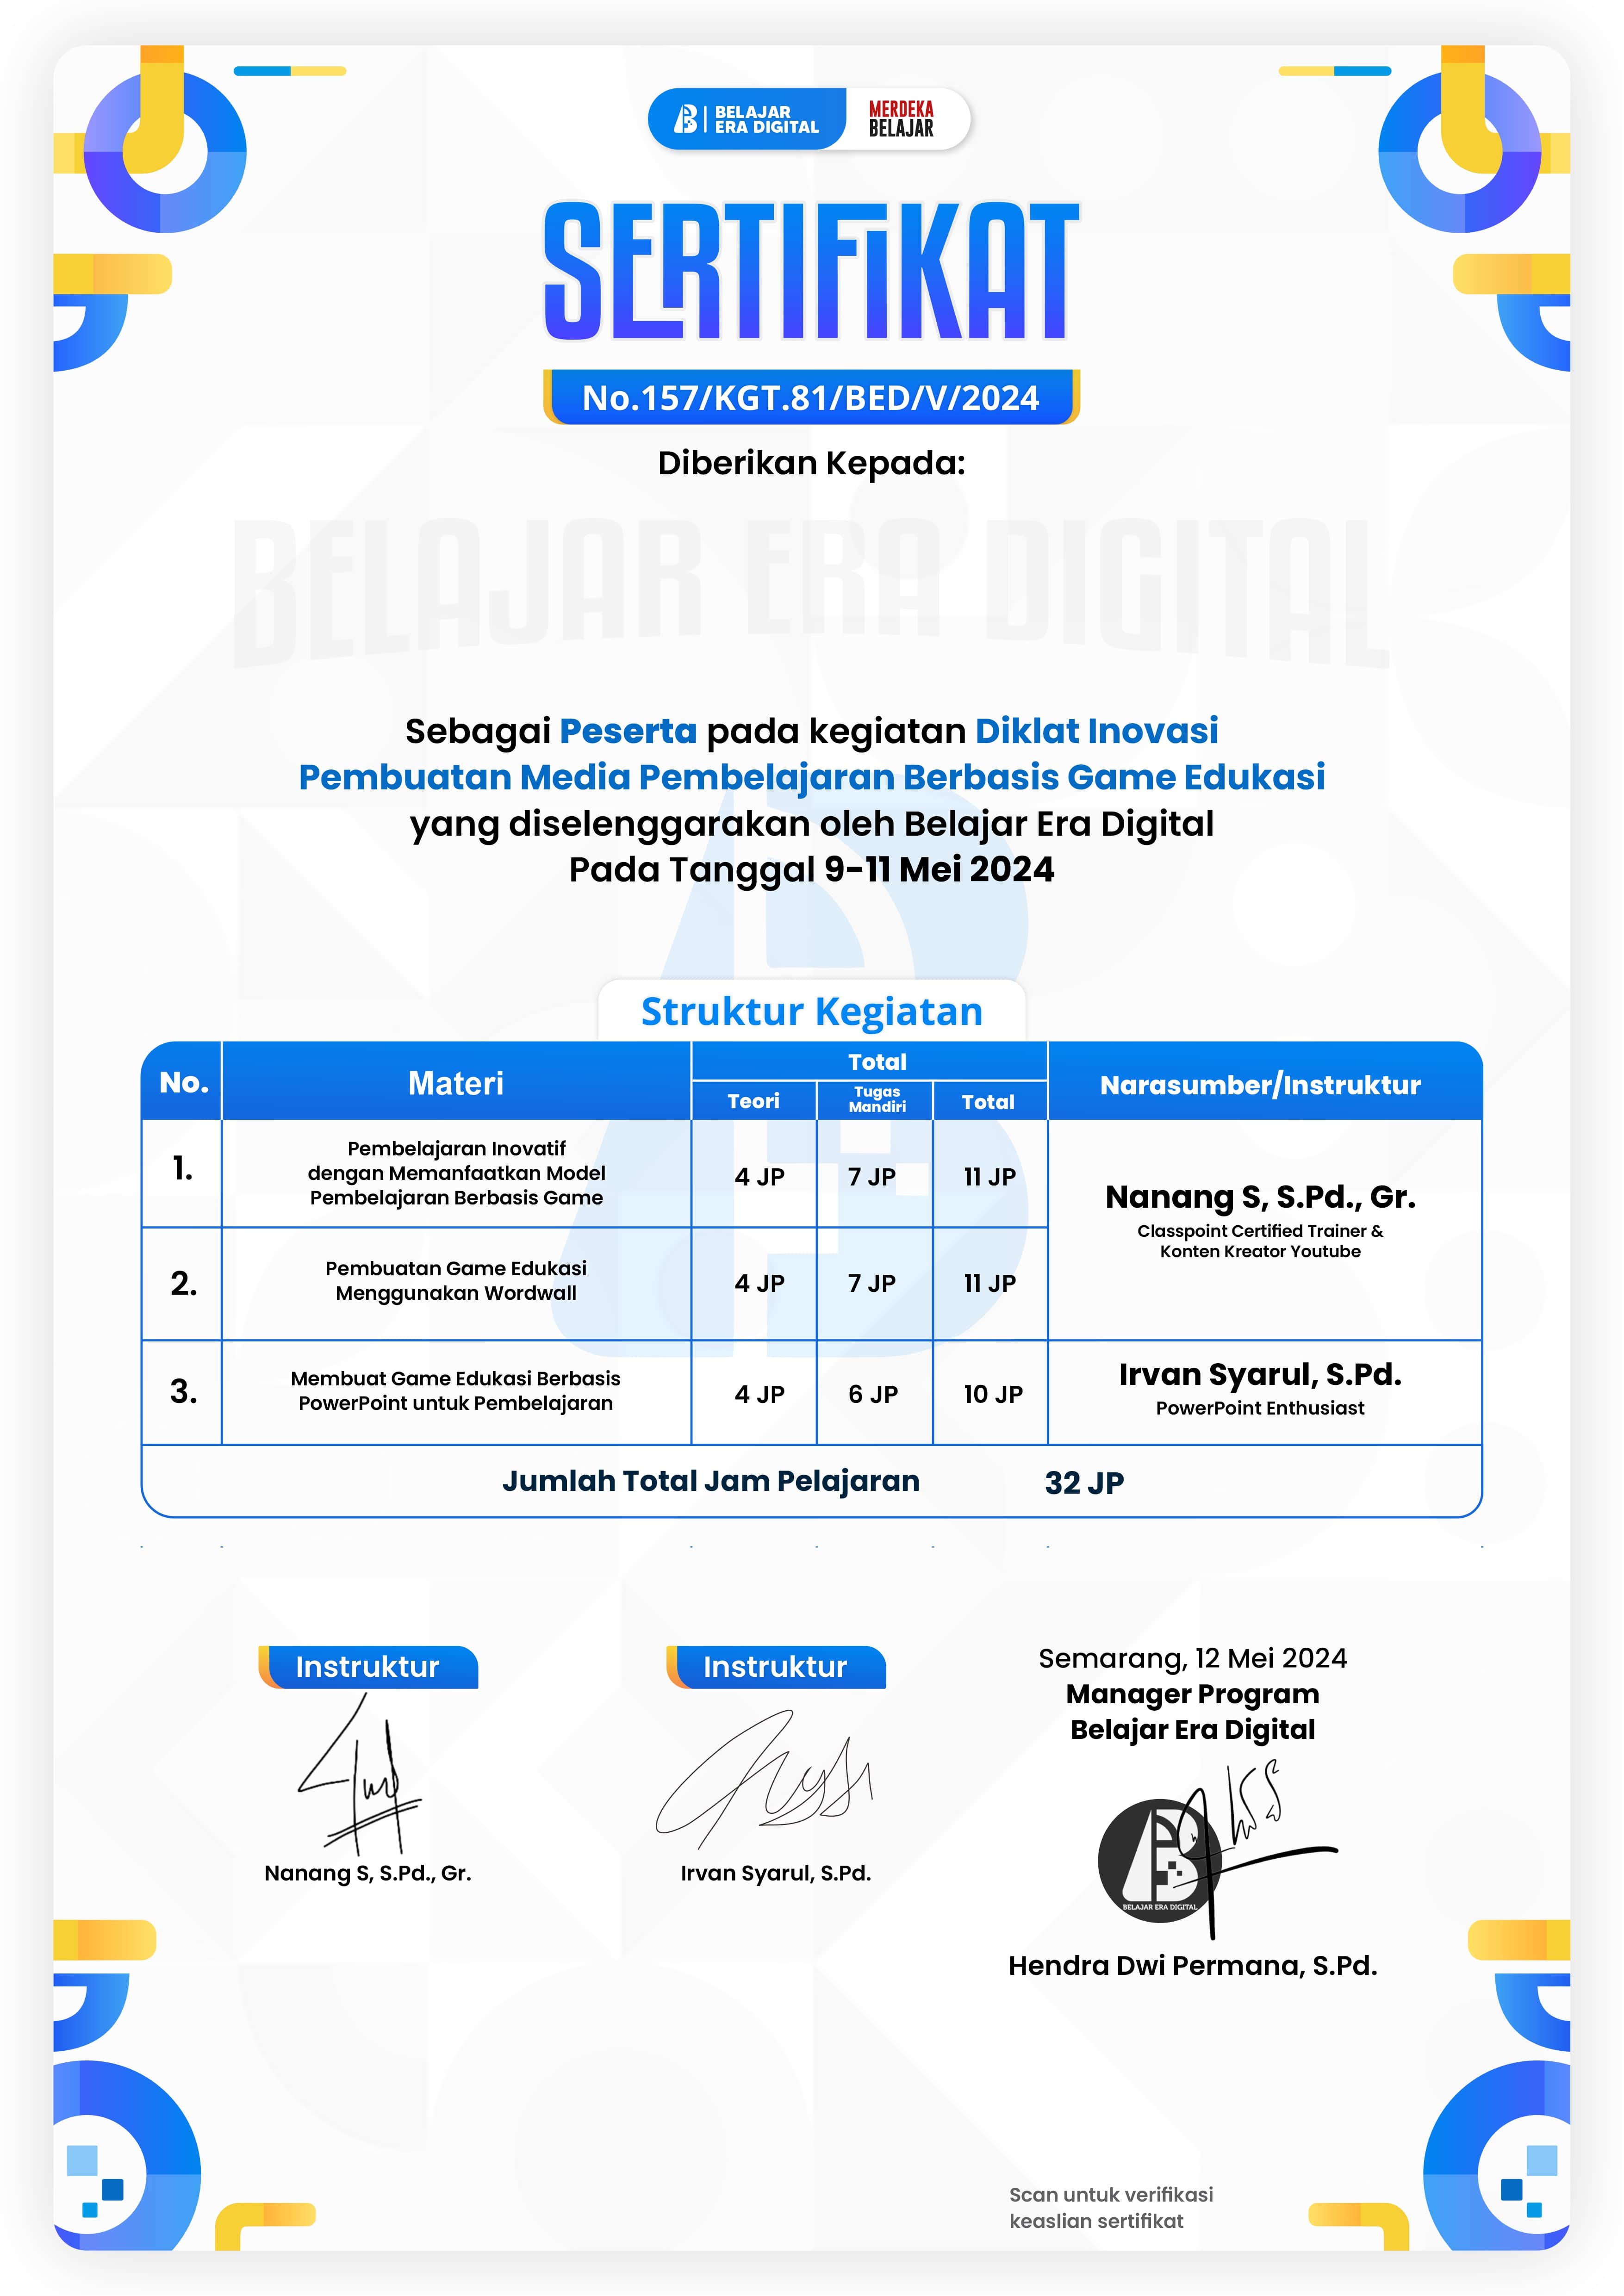 BELAJAR
ERA DIGITAL
MERDEKA
BELAJAR
SERTIFiKAT
No.157/KGT.81/BED/V/2024
Diberikan Kepada:
BELAJAR ERA DIGITAL
Sebagai Peserta pada kegiatan Diklat Inovasi
Pembuatan Media Pembelajaran Berbasis Game Edukasi
yang diselenggarakan oleh Belajar Era Digital
Pada Tanggal 9-11 Mei 2024
Struktur Kegiatan
No. Materi Total Narasumber/Instruktur
Teori Tugas Mandiri Total
1. Pembelajaran Inovatif
dengan Memanfaatkan Model
Pembelajaran Berbasis Game
4 JP 7 JP 11 JP
Nanang S, S.Pd., Gr.
Classpoint Certified Trainer &
Konten Kreator Youtube
2. Pembuatan Game Edukasi
Menggunakan Wordwall
4 JP 7 JP 11 JP
3. Membuat Game Edukasi Berbasis
PowerPoint untuk Pembelajaran
4 JP 6 JP 10 JP
Irvan Syarul, S.Pd.
PowerPoint Enthusiast
Jumlah Total Jam Pelajaran 32 JP
Instruktur
Nanang S, S.Pd., Gr.
Instruktur
Irvan Syarul, S.Pd.
Semarang, 12 Mei 2024
Manager Program
Belajar Era Digital
BELAJAR ERA DIGITAL
Hendra Dwi Permana, S.Pd.
Scan untuk verifikasi
keaslian sertifikat